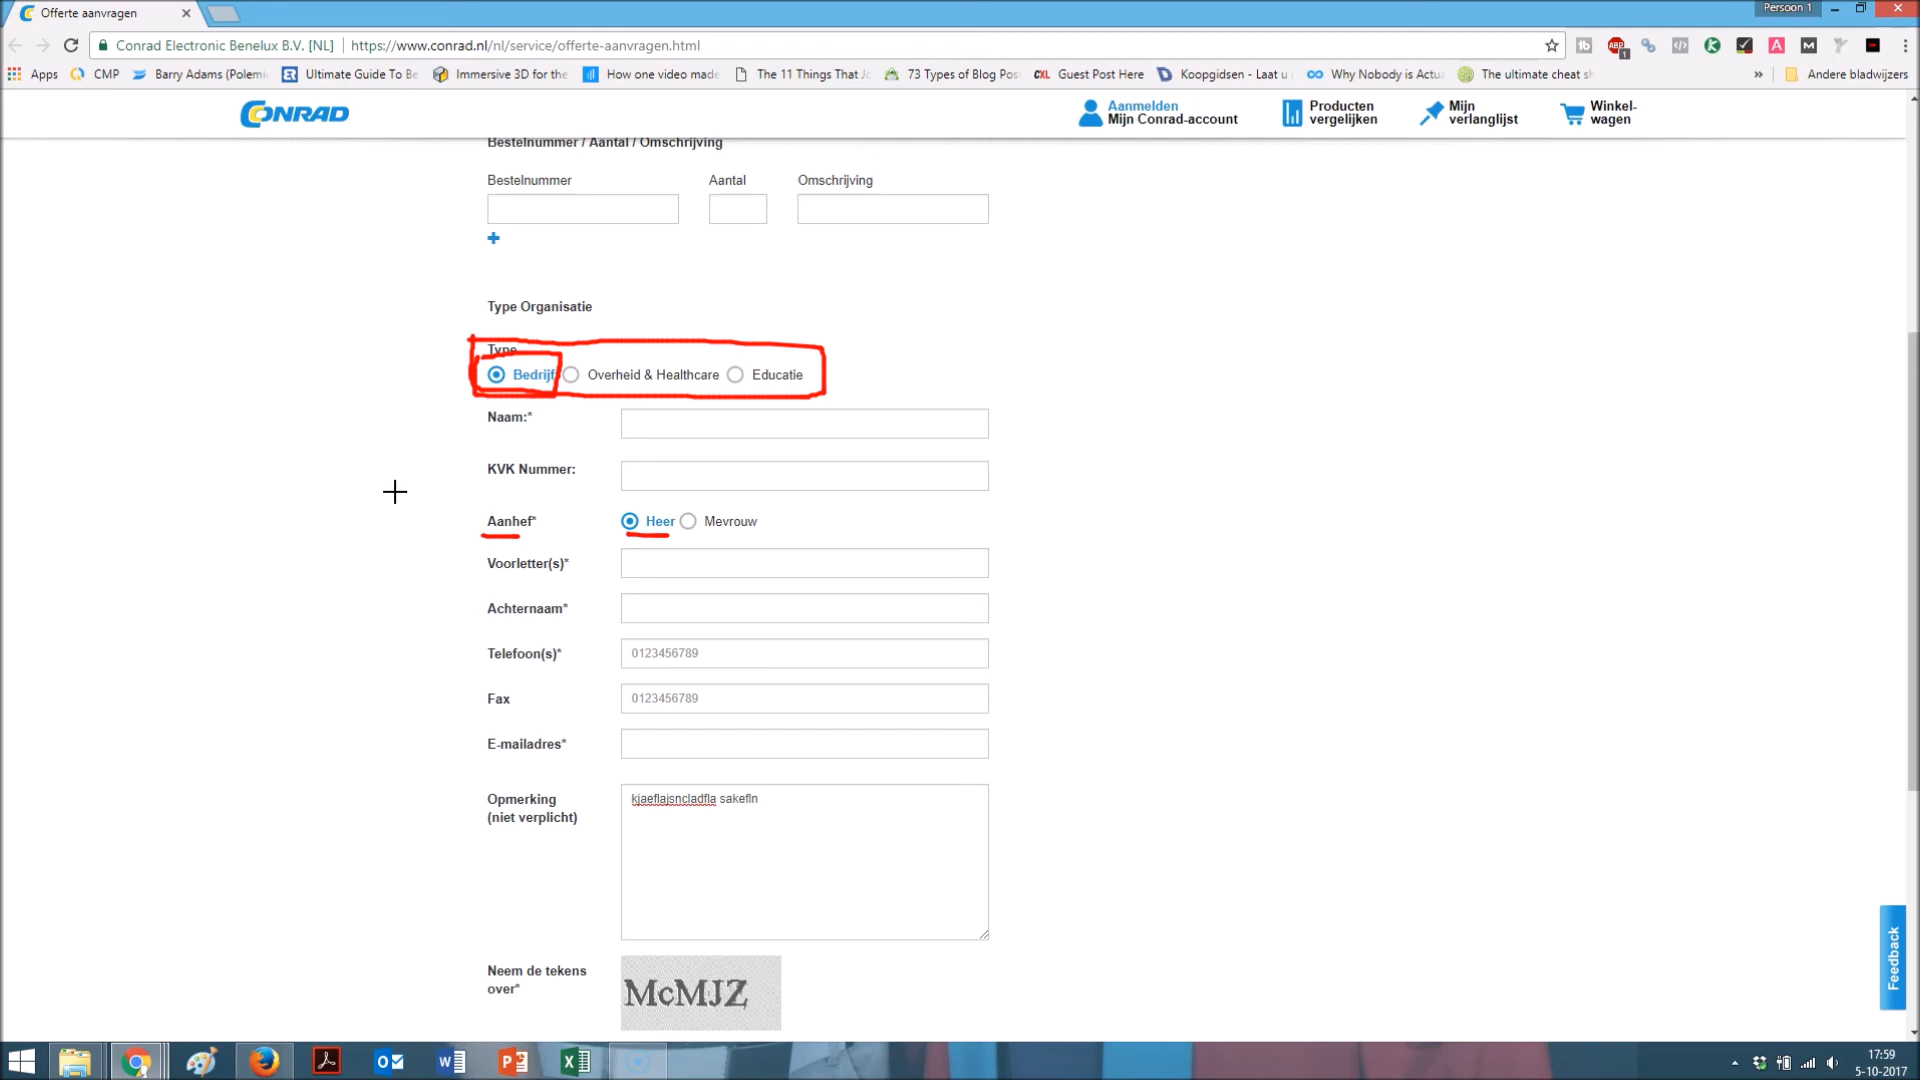 Offerte aanvragen
Persoon 1
Conrad Electronic Benelux B.V. [NL] https://www.conrad.nl/nl/service/offerte-aanvragen.html
Apps CMP Barry Adams (Polemi Ultimate Guide To Be Immersive 3D for the How one video made The 11 Things That Jo 73 Types of Blog Pos CXL Guest Post Here Koopgidsen - Laat u Why Nobody is Actua The ultimate cheat sh » Andere bladwijzers
CONRAD
Aanmelden
Mijn Conrad-account
Producten
vergelijken
Mijn
verlanglijst
Winkel-
wagen
Bestelnummer / Aantal / Omschrijving
Bestelnummer Aantal Omschrijving
Type Organisatie
Type
Bedrijf Overheid & Healthcare Educatie
Naam:*
KVK Nummer:
Aanhef* Heer Mevrouw
Voorletter(s)*
Achternaam*
Telefoon(s)* 0123456789
Fax 0123456789
E-mailadres*
Opmerking
(niet verplicht)
kjaeflajsncladfla sakefln
Neem de tekens
over*
McMJZ
Feedback
17:59
5-10-2017